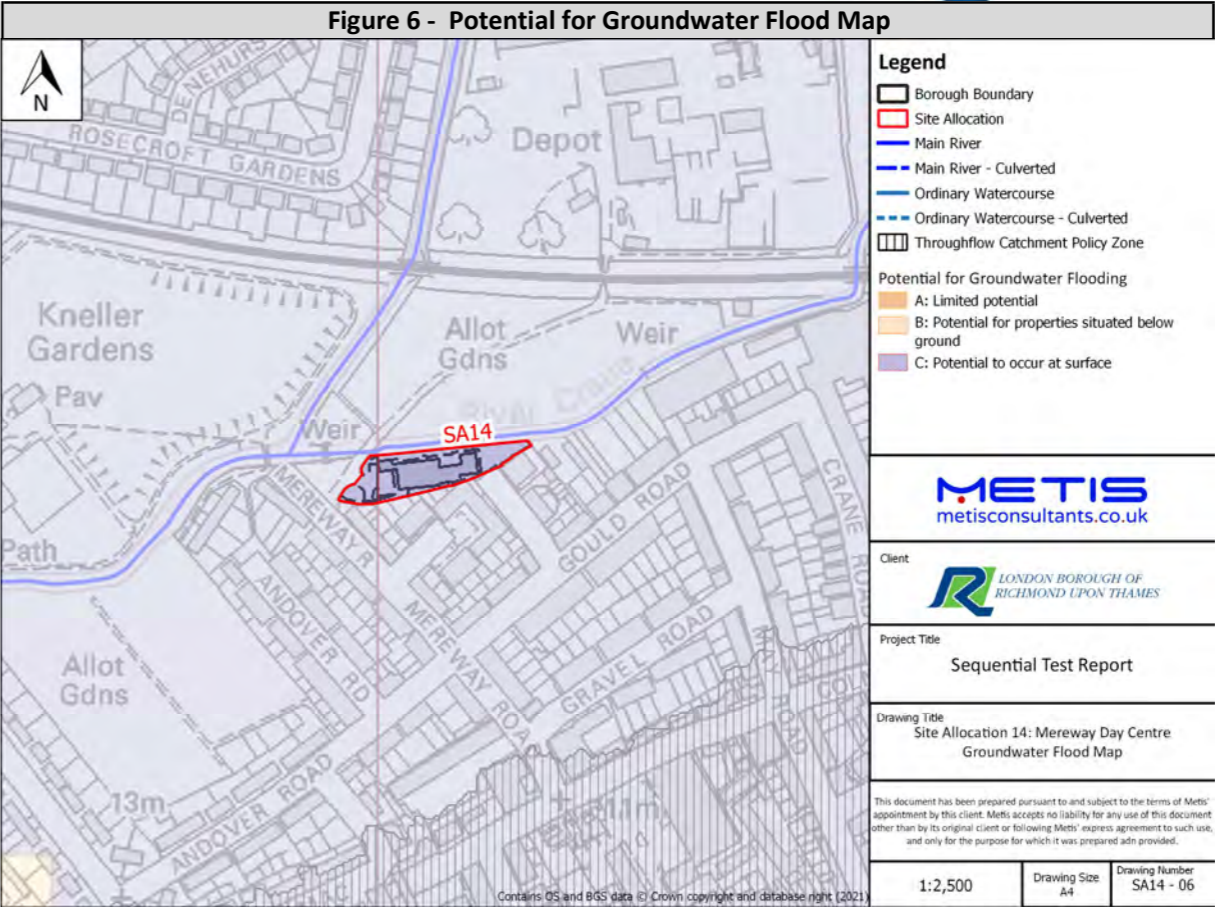 Figure 6 - Potential for Groundwater Flood Map
N
DENEHURS
ROSECROFT GARDENS
Depot
Kneller
Gardens
Allot
Gdns
Weir
Pav
River Crane
Weir
SA14
MEREWAY R
Path
GOULD ROAD
CRANE ROAD
ANDOVER RD
MEREWAY ROA
GRAVEL ROAD
Allot
Gdns
ROAD
COLN
13m
ANDOVER ROAD
11m
Contains OS and BGS data © Crown copyright and database right (2021)
Legend
Borough Boundary
Site Allocation
Main River
Main River - Culverted
Ordinary Watercourse
Ordinary Watercourse - Culverted
Throughflow Catchment Policy Zone
Potential for Groundwater Flooding
A: Limited potential
B: Potential for properties situated below
ground
C: Potential to occur at surface
METIS
metisconsultants.co.uk
Client
LONDON BOROUGH OF
RICHMOND UPON THAMES
Project Title
Sequential Test Report
Drawing Title
Site Allocation 14: Mereway Day Centre
Groundwater Flood Map
This document has been prepared pursuant to and subject to the terms of Metis'
appointment by this client. Metis accepts no liability for any use of this document
other than by its original client or following Metis' express agreement to such use,
and only for the purpose for which it was prepared adn provided.
1:2,500
Drawing Size
A4
Drawing Number
SA14 - 06